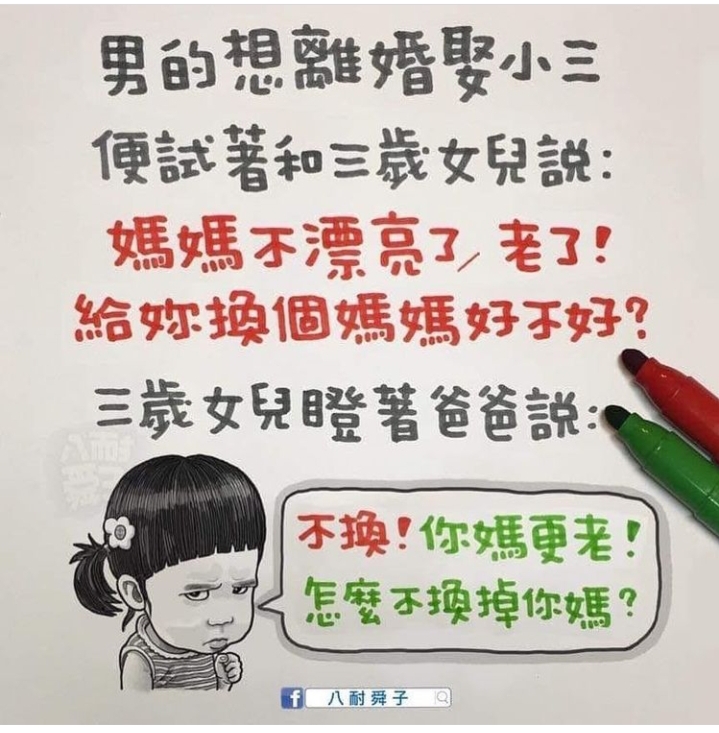 男的想離婚娶小三
便試著和三歲女兒說:
媽媽不漂亮了, 老了!
給妳換個媽媽好不好?
三歲女兒瞪著爸爸說:
不換!你媽更老!
怎麼不換掉你媽?
f 八耐舜子